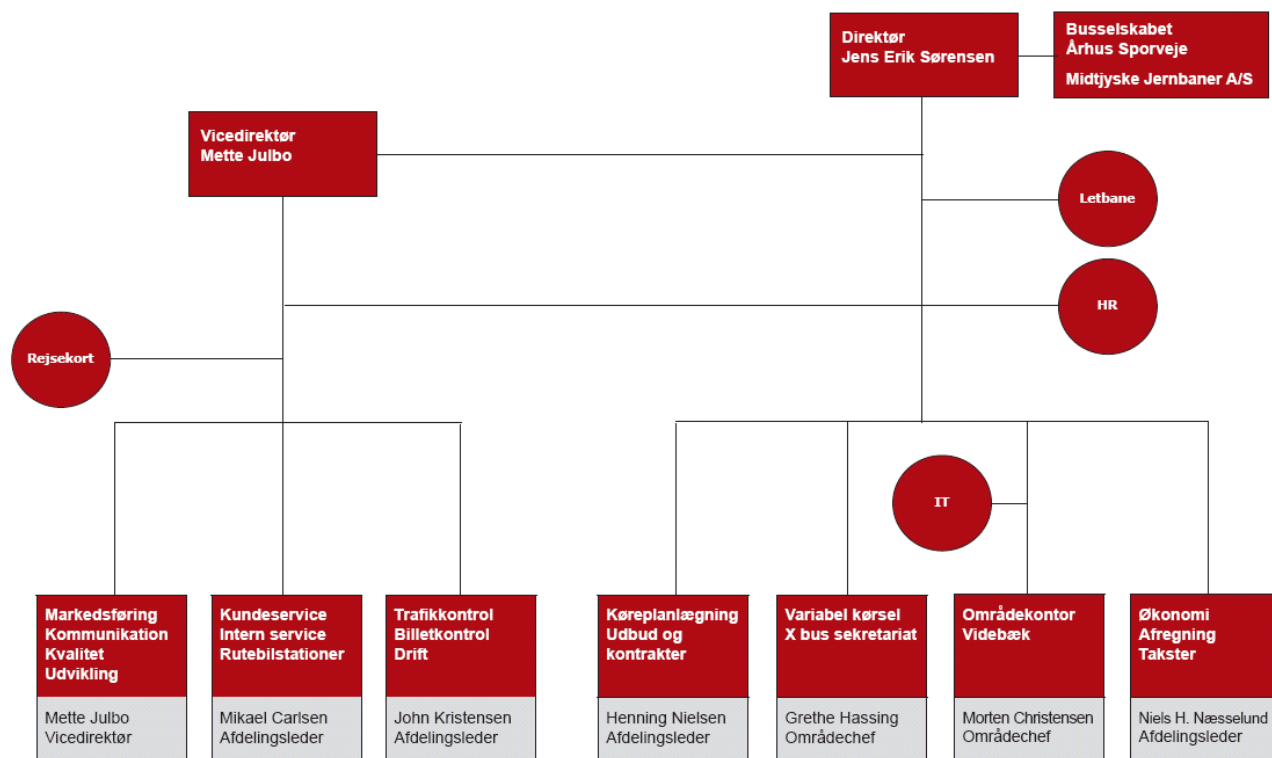 Direktør
Jens Erik Sørensen
Busselskabet
Århus Sporveje
Midtjyske Jernbaner A/S
Vicedirektør
Mette Julbo
Letbane
HR
Rejsekort
IT
Markedsføring
Kommunikation
Kvalitet
Udvikling
Mette Julbo
Vicedirektør
Kundeservice
Intern service
Rutebilstationer
Mikael Carlsen
Afdelingsleder
Trafikkontrol
Billetkontrol
Drift
John Kristensen
Afdelingsleder
Køreplanlægning
Udbud og
kontrakter
Henning Nielsen
Afdelingsleder
Variabel kørsel
X bus sekretariat
Grethe Hassing
Områdechef
Områdekontor
Videbæk
Morten Christensen
Områdechef
Økonomi
Afregning
Takster
Niels H. Næsselund
Afdelingsleder